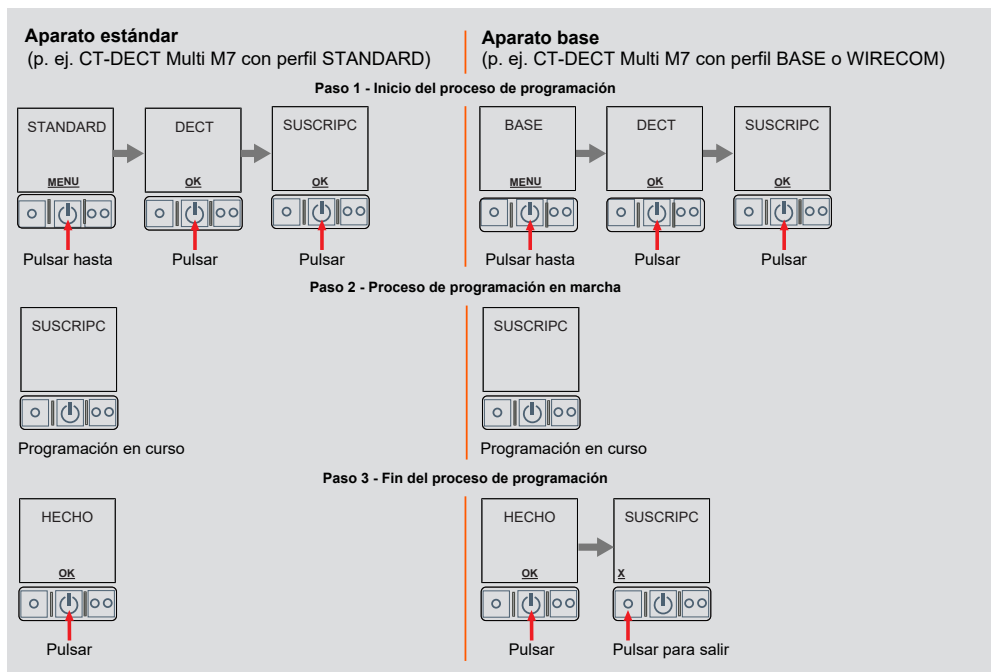 Aparato estándar
(p. ej. CT-DECT Multi M7 con perfil STANDARD)
Aparato base
(p. ej. CT-DECT Multi M7 con perfil BASE o WIRECOM)
Paso 1 - Inicio del proceso de programación
STANDARD
MENU
Pulsar hasta
DECT
OK
Pulsar
SUSCRIPC
OK
Pulsar
BASE
MENU
Pulsar hasta
DECT
OK
Pulsar
SUSCRIPC
OK
Pulsar
Paso 2 - Proceso de programación en marcha
SUSCRIPC
Programación en curso
SUSCRIPC
Programación en curso
Paso 3 - Fin del proceso de programación
HECHO
OK
Pulsar
HECHO
OK
Pulsar
SUSCRIPC
X
Pulsar para salir